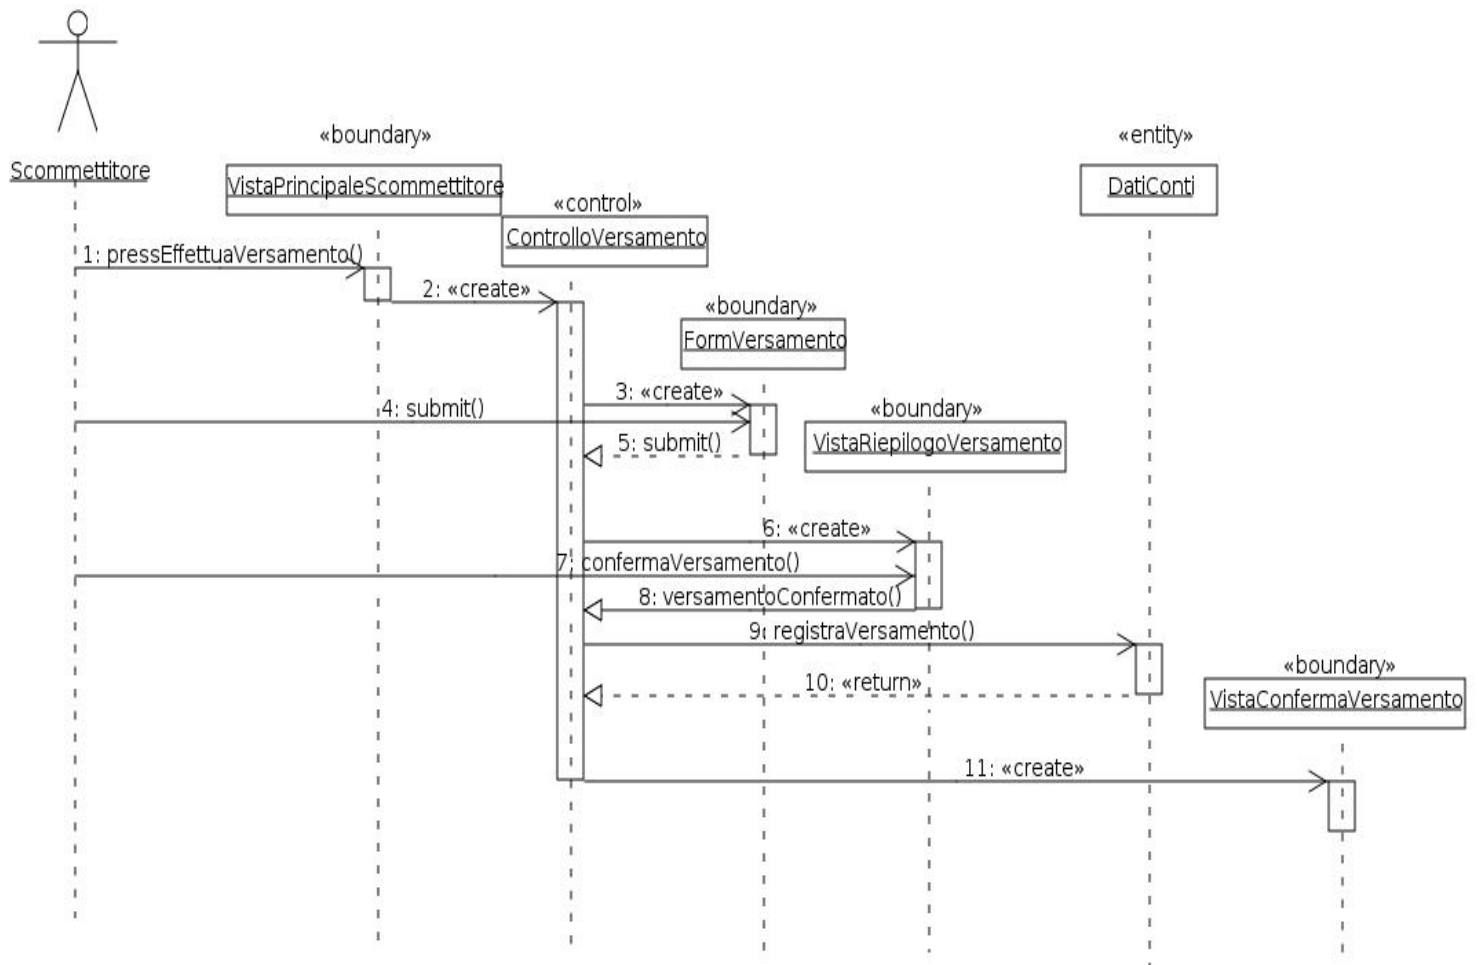 «boundary»
«entity»
Scommettitore
VistaPrincipaleScommettitore
DatiConti
«control»
ControlloVersamento
1: pressEffettuaVersamento()
2: «create»
«boundary»
FormVersamento
3: «create»
4: submit()
«boundary»
5: submit()
VistaRiepilogoVersamento
6: «create»
7: confermaVersamento()
8: versamentoConfermato()
9: registraVersamento()
«boundary»
10: «return»
VistaConfermaVersamento
11: «create»